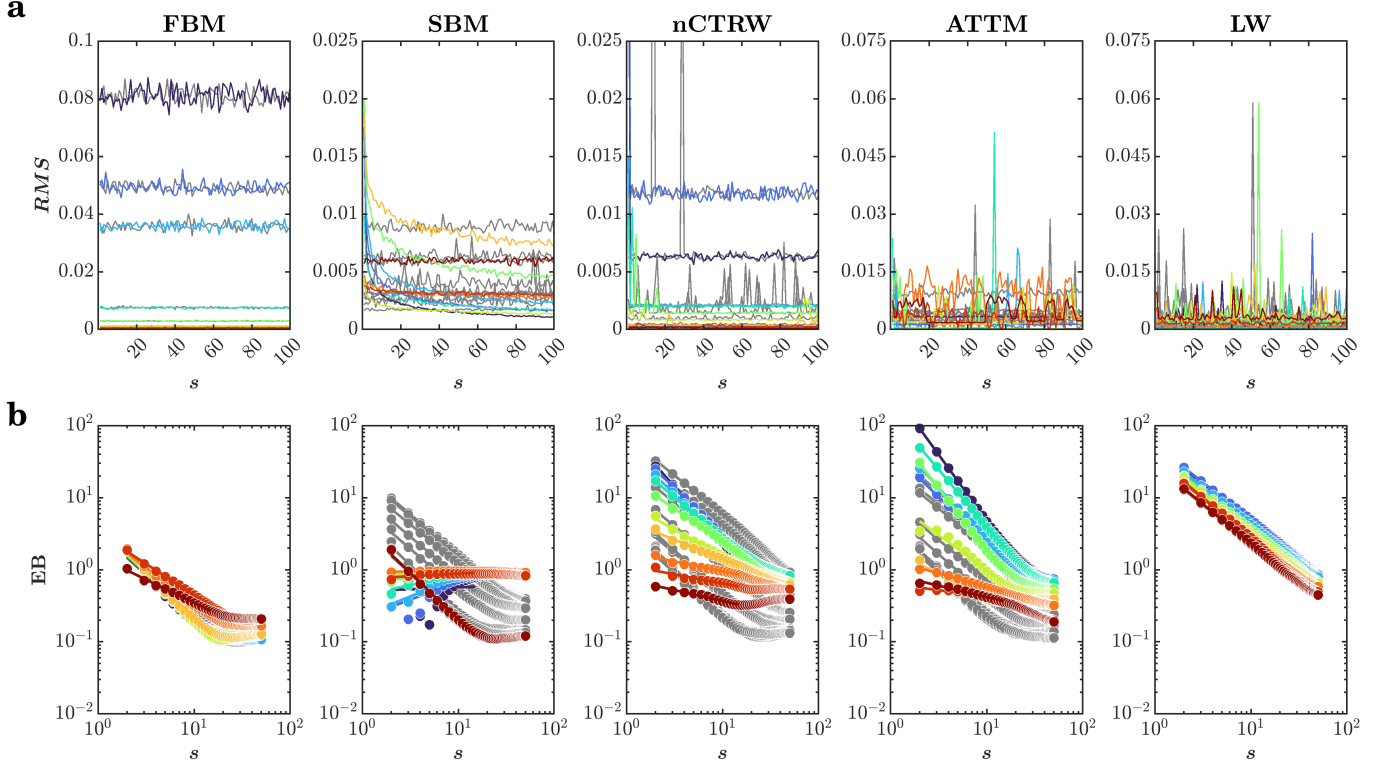 a
FBM SBM nCTRW ATTM LW
0.1 0.025 0.025 0.075 0.075
0.08 0.02 0.02 0.06 0.06
0.06 0.015 0.015 0.045 0.045
RMS
0.04 0.01 0.01 0.03 0.03
0.02 0.005 0.005 0.015 0.015
0 0 0 0 0
20 40 60 80 100 20 40 60 80 100 20 40 60 80 100 20 40 60 80 100 20 40 60 80 100
s s s s s
b
10² 10² 10² 10² 10²
10¹ 10¹ 10¹ 10¹ 10¹
EB
10⁰ 10⁰ 10⁰ 10⁰ 10⁰
10⁻¹ 10⁻¹ 10⁻¹ 10⁻¹ 10⁻¹
10⁻² 10⁻² 10⁻² 10⁻² 10⁻²
10⁰ 10¹ 10² 10⁰ 10¹ 10² 10⁰ 10¹ 10² 10⁰ 10¹ 10² 10⁰ 10¹ 10²
s s s s s